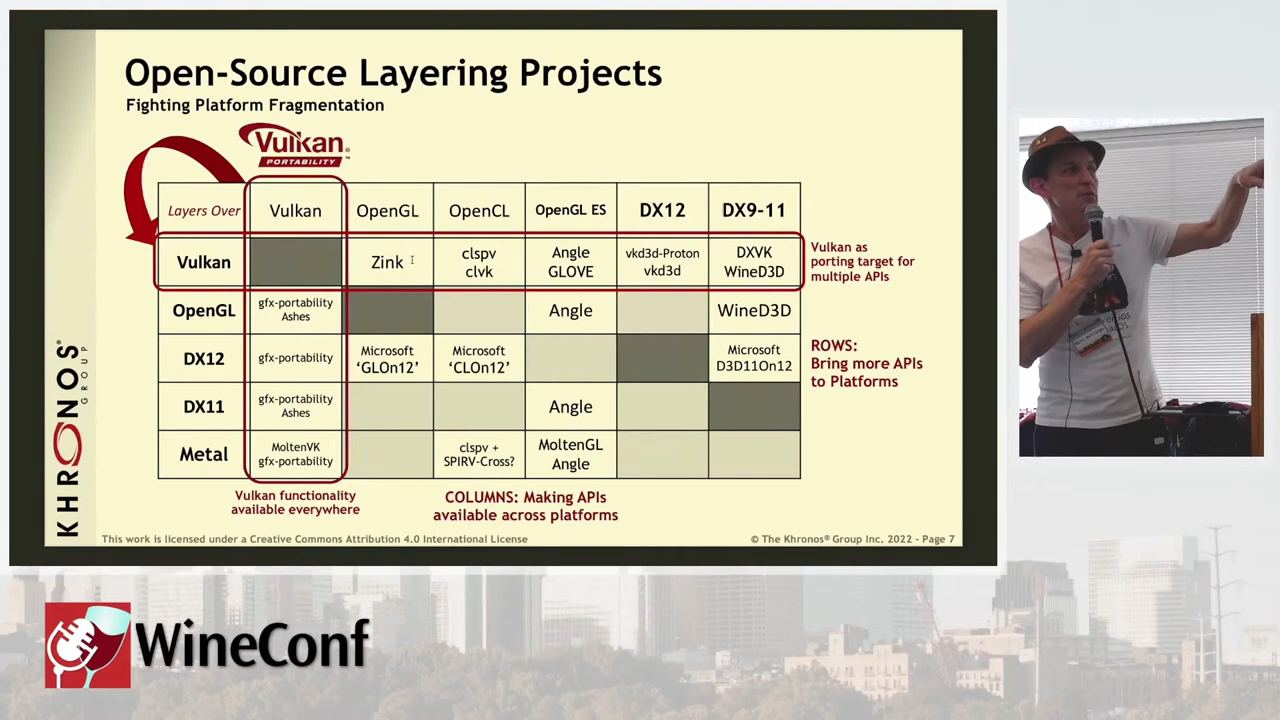 Open-Source Layering Projects
Fighting Platform Fragmentation
Vulkan
PORTABILITY™
Layers Over Vulkan OpenGL OpenCL OpenGL ES DX12 DX9-11
Vulkan Zink clspv clvk Angle GLOVE vkd3d-Proton vkd3d DXVK WineD3D
Vulkan as
porting target for
multiple APIs
OpenGL gfx-portability Ashes Angle WineD3D
DX12 gfx-portability Microsoft 'GLOn12' Microsoft 'CLOn12' Microsoft D3D11On12
ROWS:
Bring more APIs
to Platforms
DX11 gfx-portability Ashes Angle
Metal MoltenVK gfx-portability clspv + SPIRV-Cross? MoltenGL Angle
Vulkan functionality
available everywhere
COLUMNS: Making APIs
available across platforms
This work is licensed under a Creative Commons Attribution 4.0 International License
© The Khronos® Group Inc. 2022 - Page 7
KHRONOS®
GROUP
WineConf